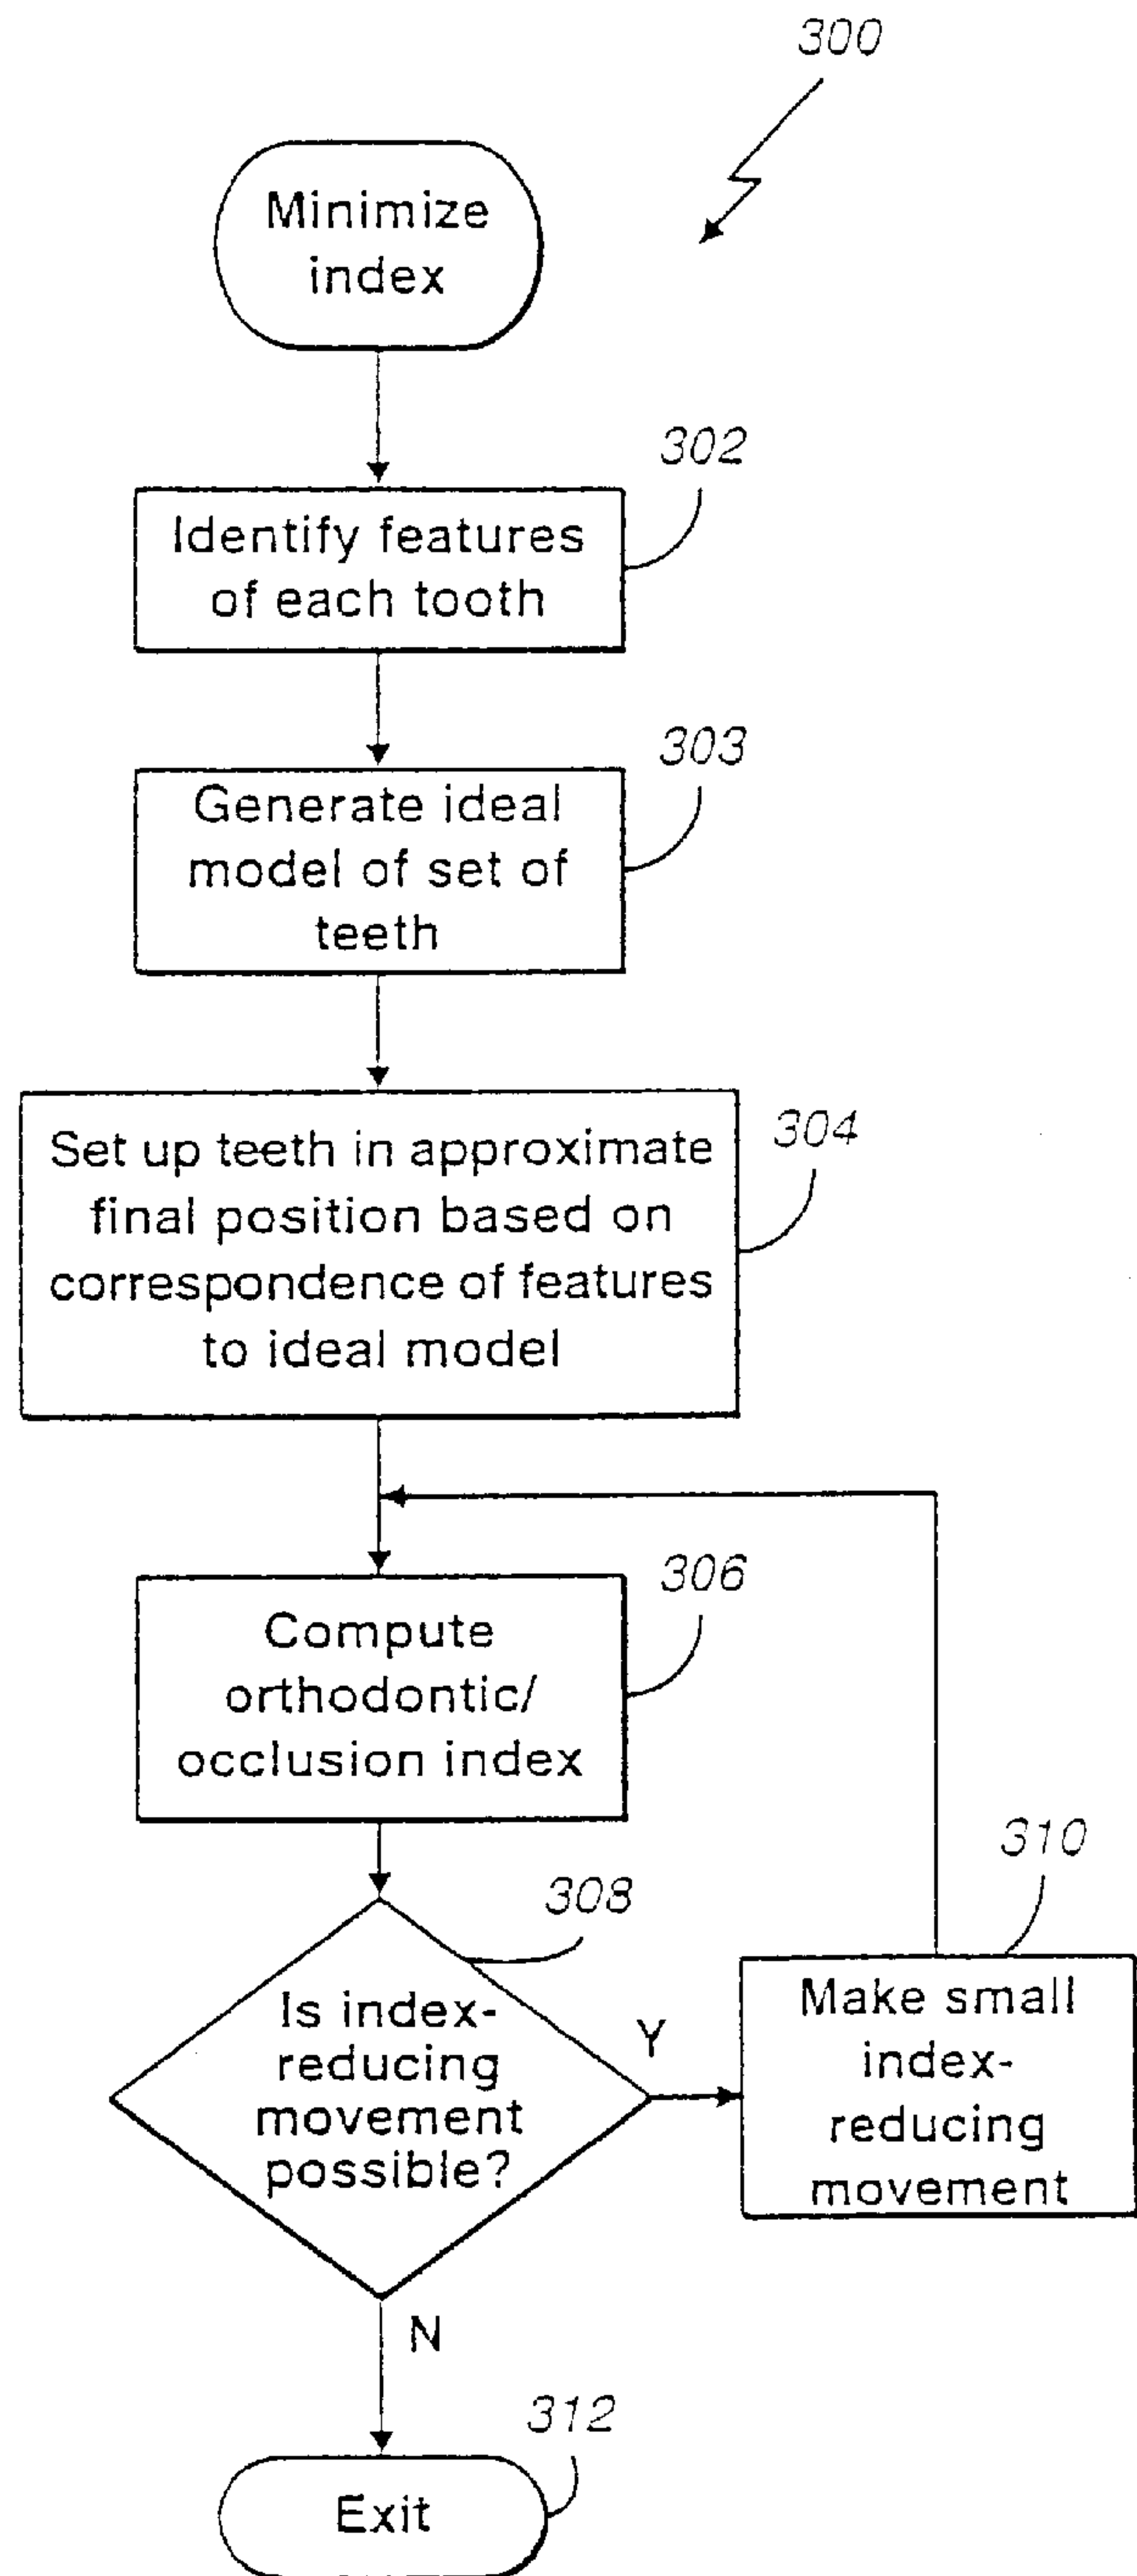 300
Minimize
index
302
Identify features
of each tooth
303
Generate ideal
model of set of
teeth
304
Set up teeth in approximate
final position based on
correspondence of features
to ideal model
306
Compute
orthodontic/
occlusion index
308
Is index-
reducing
movement
possible?
Y
310
Make small
index-
reducing
movement
N
312
Exit